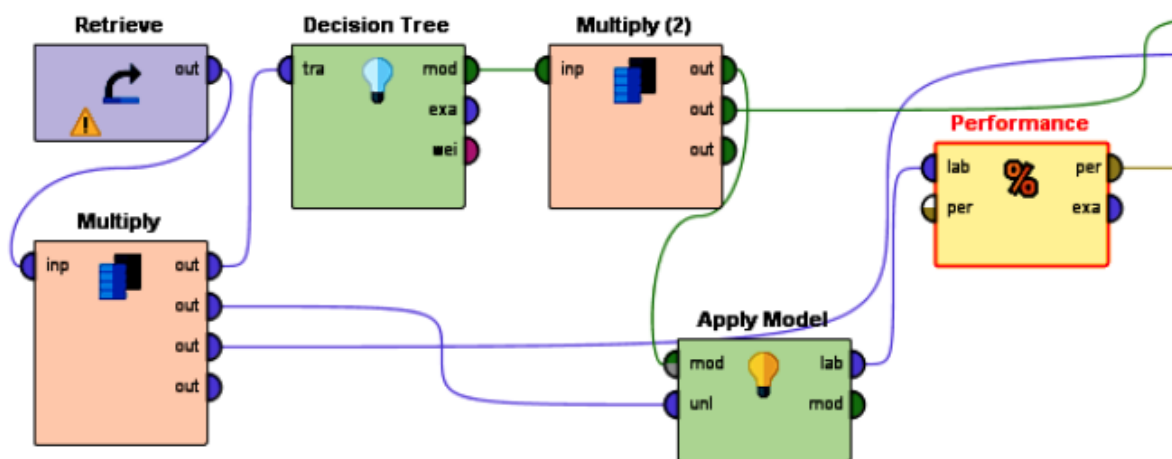 Retrieve
out
Decision Tree
tra
mod
exa
wei
Multiply (2)
inp
out
out
out
Performance
lab
per
per
exa
Multiply
inp
out
out
out
out
Apply Model
mod
lab
unl
mod
%